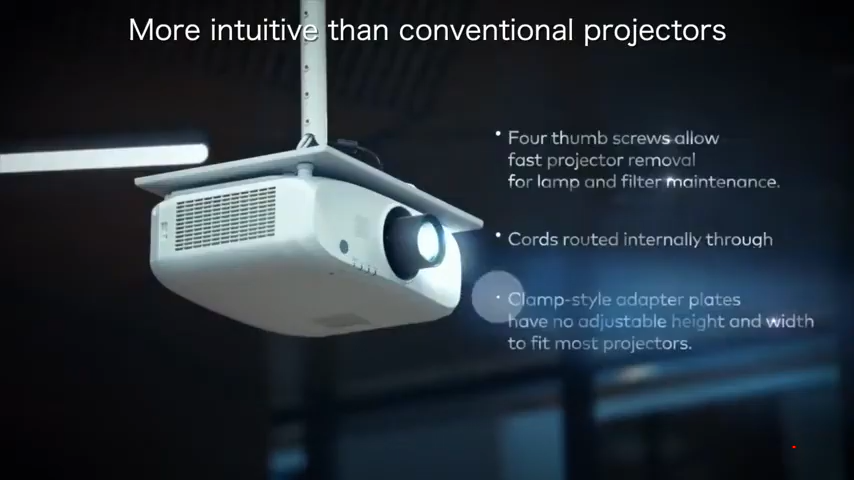 More intuitive than conventional projectors
• Four thumb screws allow
fast projector removal
for lamp and filter maintenance.
• Cords routed internally through
• Clamp-style adapter plates
have no adjustable height and width
to fit most projectors.